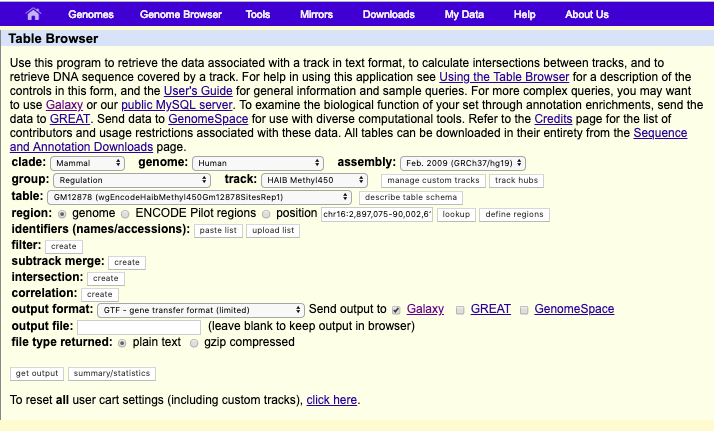 Genomes Genome Browser Tools Mirrors Downloads My Data Help About Us
Table Browser
Use this program to retrieve the data associated with a track in text format, to calculate intersections between tracks, and to
retrieve DNA sequence covered by a track. For help in using this application see Using the Table Browser for a description of the
controls in this form, and the User's Guide for general information and sample queries. For more complex queries, you may want
to use Galaxy or our public MySQL server. To examine the biological function of your set through annotation enrichments, send the
data to GREAT. Send data to GenomeSpace for use with diverse computational tools. Refer to the Credits page for the list of
contributors and usage restrictions associated with these data. All tables can be downloaded in their entirety from the Sequence
and Annotation Downloads page.
clade: Mammal genome: Human assembly: Feb. 2009 (GRCh37/hg19)
group: Regulation track: HAIB Methyl450 manage custom tracks track hubs
table: GM12878 (wgEncodeHaibMethyl450Gm12878SitesRep1) describe table schema
region: genome ENCODE Pilot regions position chr16:2,897,075-90,002,6 lookup define regions
identifiers (names/accessions): paste list upload list
filter: create
subtrack merge: create
intersection: create
correlation: create
output format: GTF - gene transfer format (limited) Send output to Galaxy GREAT GenomeSpace
output file: (leave blank to keep output in browser)
file type returned: plain text gzip compressed
get output summary/statistics
To reset all user cart settings (including custom tracks), click here.